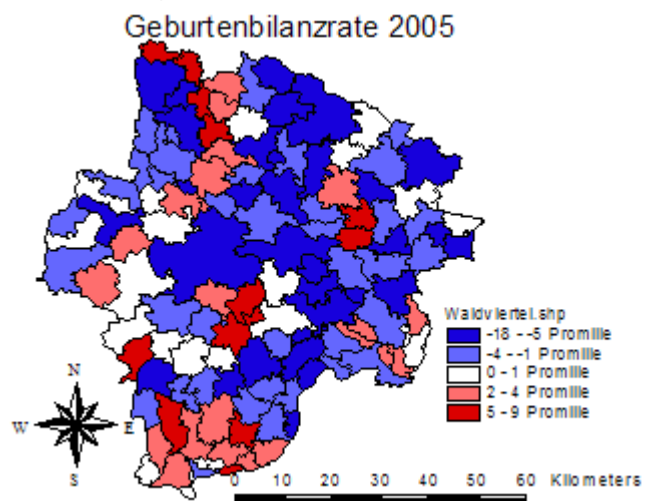 Geburtenbilanzrate 2005
Waldviertel.shp
-18 - -5 Promille
-4 - -1 Promille
0 - 1 Promille
2 - 4 Promille
5 - 9 Promille
N
W E
S
0 10 20 30 40 50 60 Kilometers